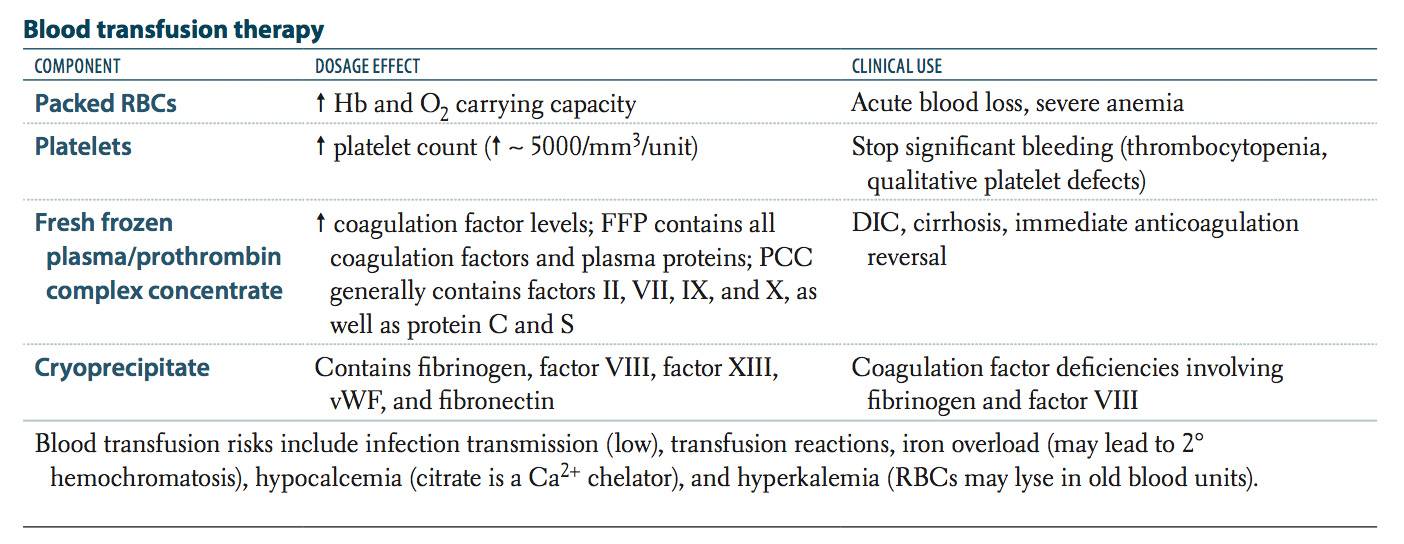 Blood transfusion therapy
COMPONENT DOSAGE EFFECT CLINICAL USE
Packed RBCs ↑ Hb and O₂ carrying capacity Acute blood loss, severe anemia
Platelets ↑ platelet count (↑ ~ 5000/mm³/unit) Stop significant bleeding (thrombocytopenia,
qualitative platelet defects)
Fresh frozen ↑ coagulation factor levels; FFP contains all DIC, cirrhosis, immediate anticoagulation
plasma/prothrombin coagulation factors and plasma proteins; PCC reversal
complex concentrate generally contains factors II, VII, IX, and X, as
well as protein C and S
Cryoprecipitate Contains fibrinogen, factor VIII, factor XIII, Coagulation factor deficiencies involving
vWF, and fibronectin fibrinogen and factor VIII
Blood transfusion risks include infection transmission (low), transfusion reactions, iron overload (may lead to 2°
hemochromatosis), hypocalcemia (citrate is a Ca²⁺ chelator), and hyperkalemia (RBCs may lyse in old blood units).